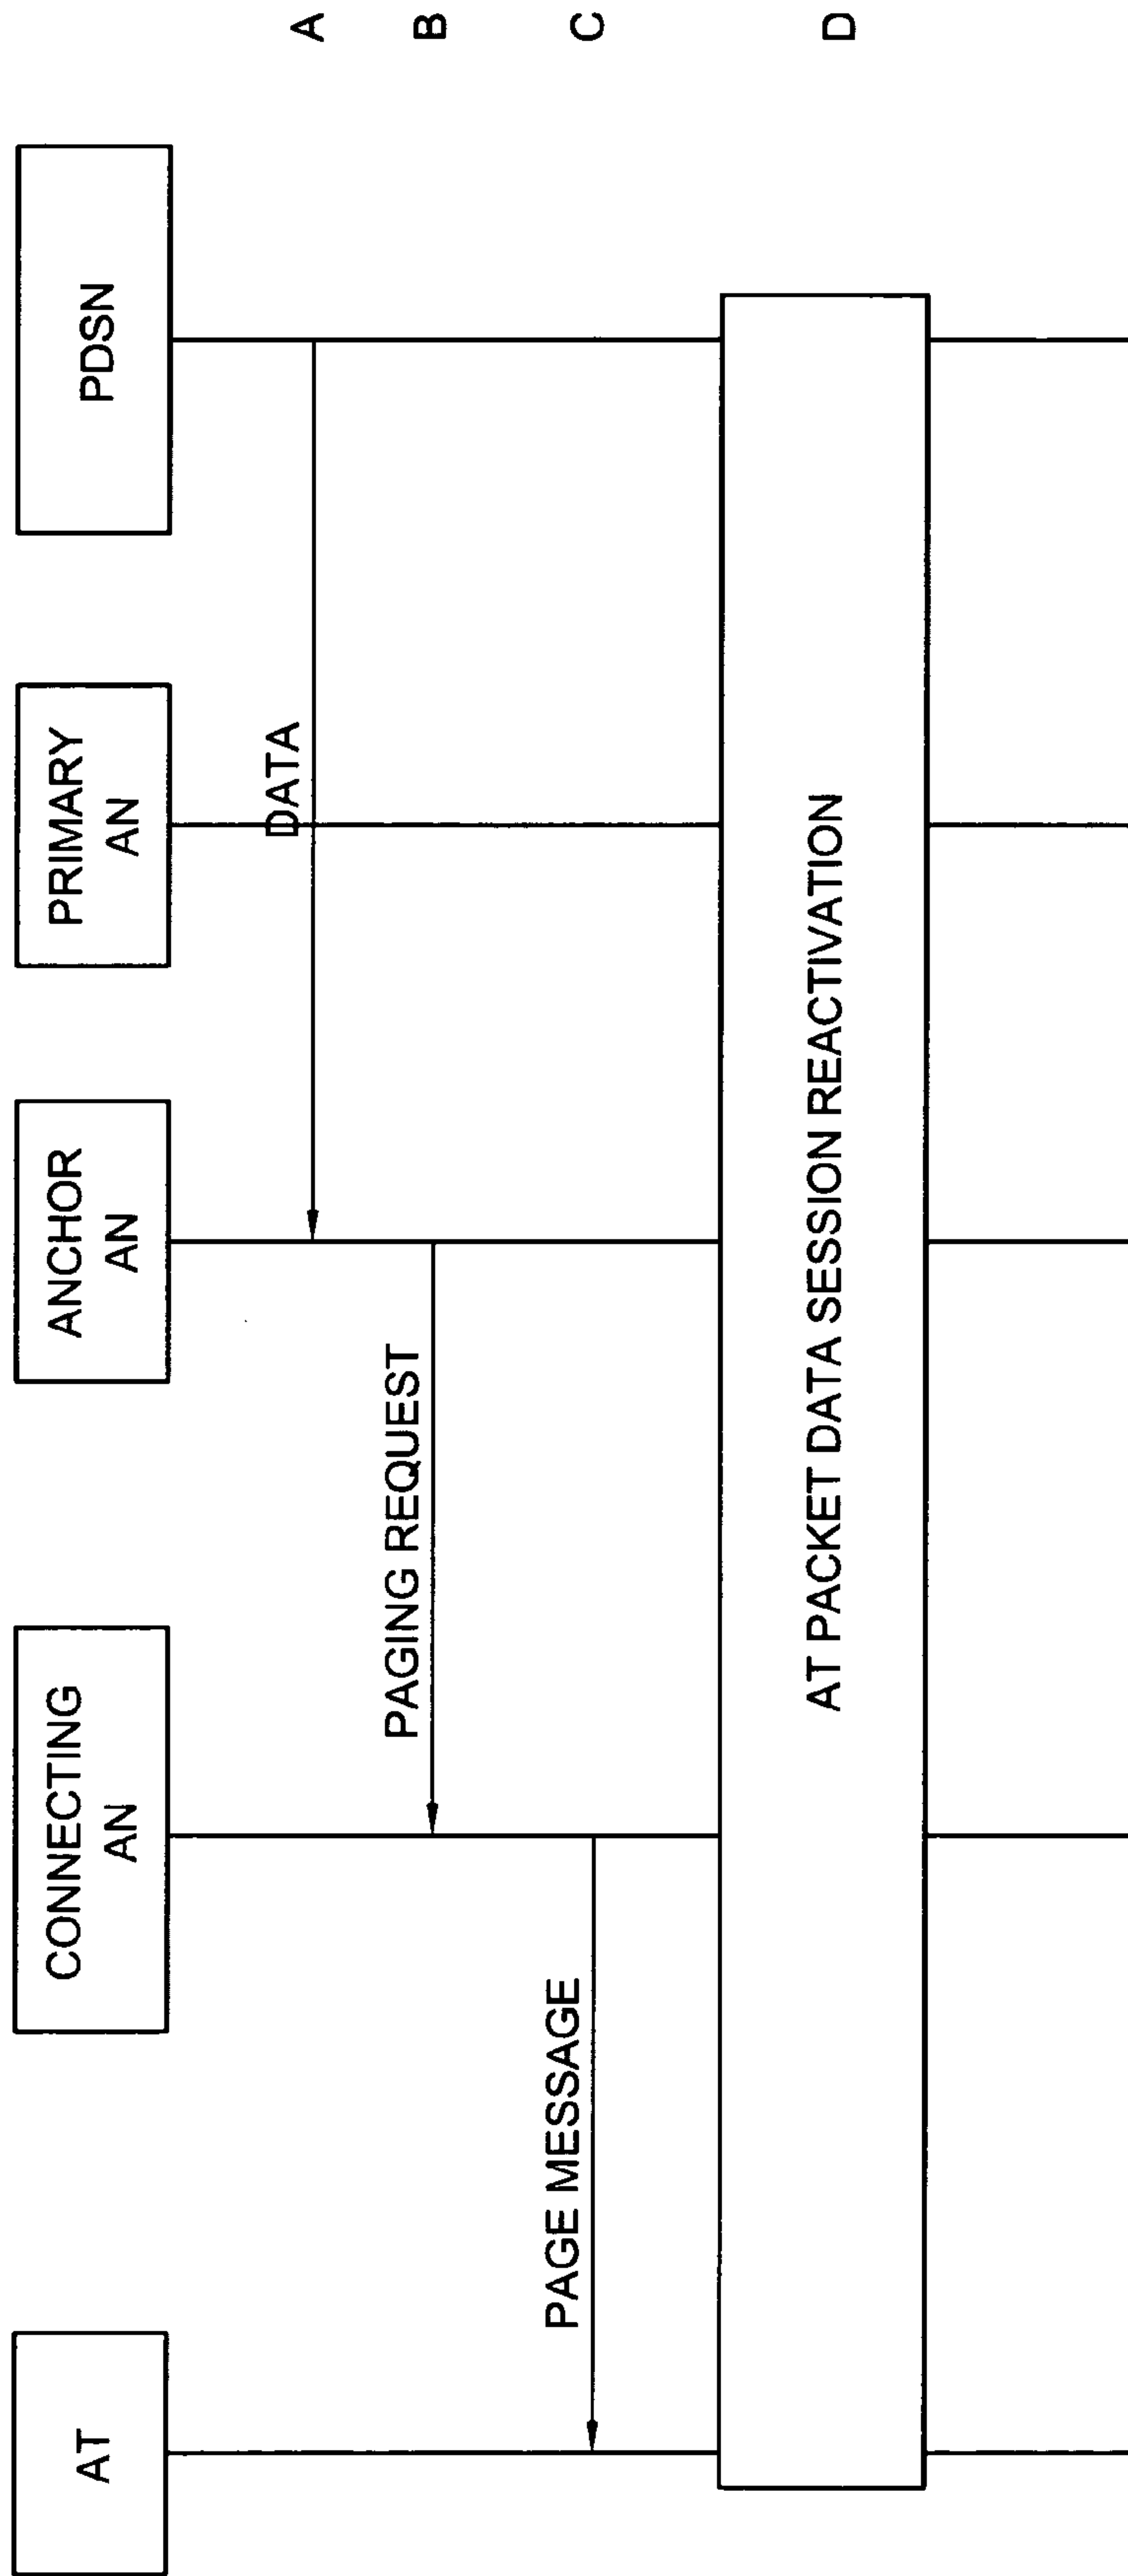 AT
CONNECTING
AN
ANCHOR
AN
PRIMARY
AN
PDSN
DATA
A
PAGING REQUEST
B
PAGE MESSAGE
C
AT PACKET DATA SESSION REACTIVATION
D